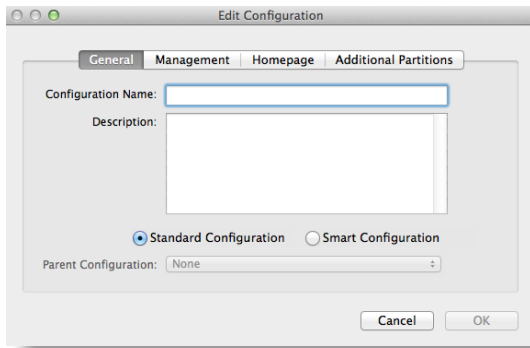 Edit Configuration
General Management Homepage Additional Partitions
Configuration Name:
Description:
Standard Configuration Smart Configuration
Parent Configuration: None
Cancel OK